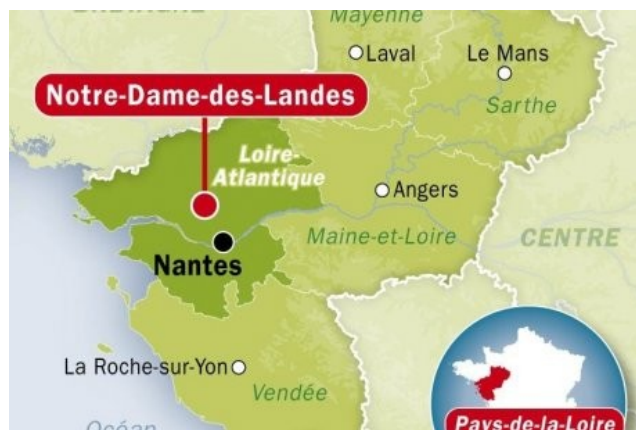 BRETAGNE
Mayenne
Laval
Le Mans
Sarthe
Notre-Dame-des-Landes
Loire-
Atlantique
Angers
Maine-et-Loire
CENTRE
Nantes
La Roche-sur-Yon
Vendée
Océan
Pays-de-la-Loire